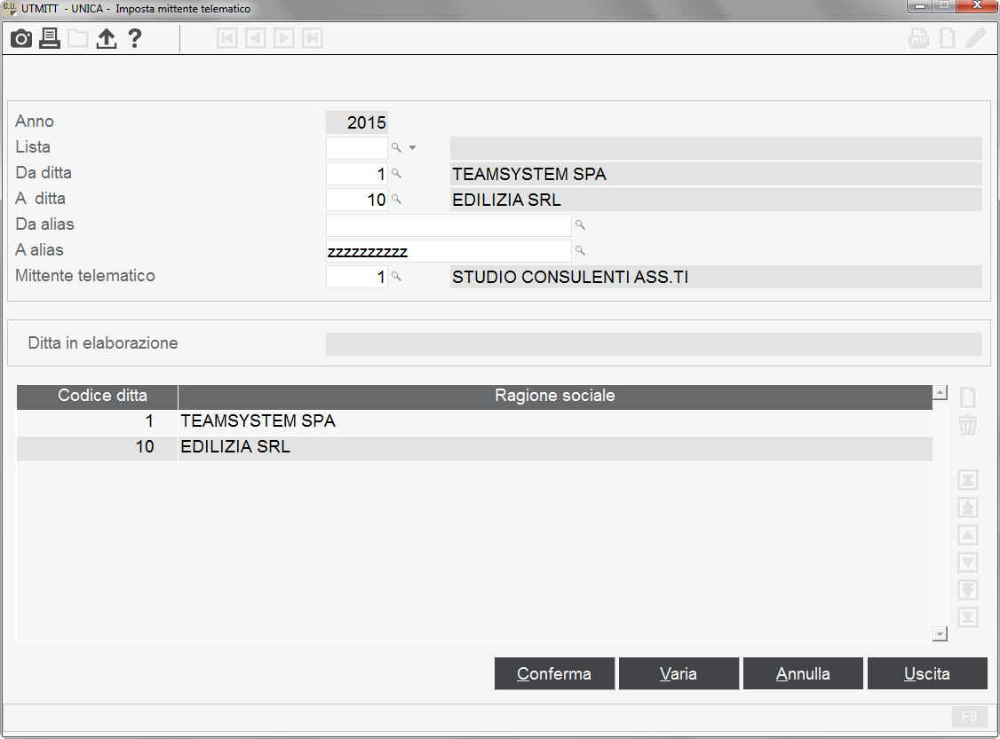 C.U. UTMITT - UNICA - Imposta mittente telematico
PDF
Anno 2015
Lista
Da ditta 1 TEAMSYSTEM SPA
A ditta 10 EDILIZIA SRL
Da alias
A alias zzzzzzzzzz
Mittente telematico 1 STUDIO CONSULENTI ASS.TI
Ditta in elaborazione
Codice ditta Ragione sociale
1 TEAMSYSTEM SPA
10 EDILIZIA SRL
Conferma Varia Annulla Uscita
F9